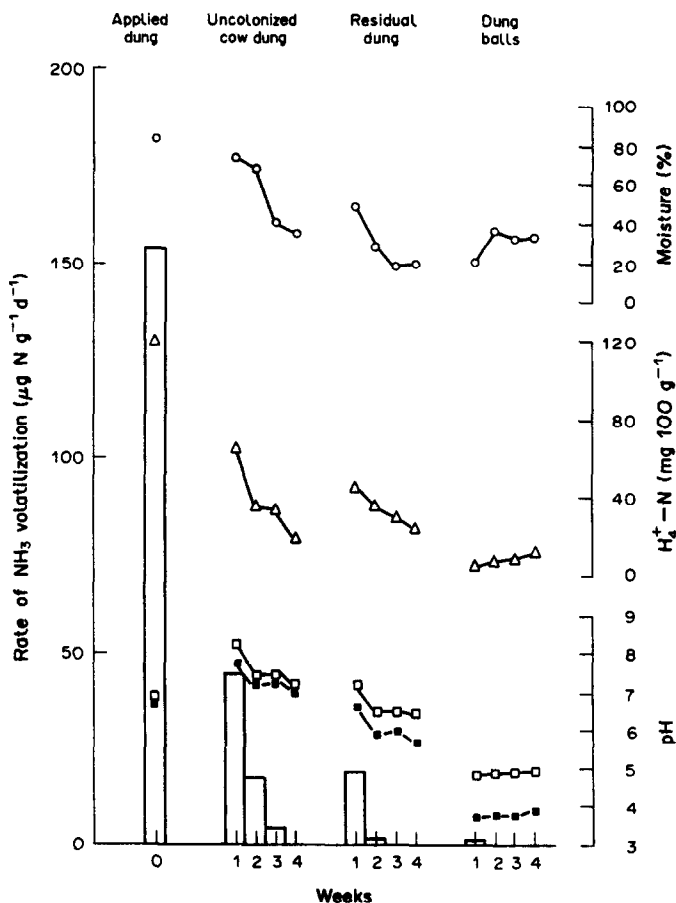 Applied dung
Uncolonized cow dung
Residual dung
Dung balls
200
150
100
50
0
Rate of NH₃ volatilization (µg N g⁻¹ d⁻¹)
100
80
60
40
20
0
Moisture (%)
120
80
40
0
H₄⁺–N (mg 100 g⁻¹)
9
8
7
6
5
4
3
pH
0
1 2 3 4
1 2 3 4
1 2 3 4
Weeks